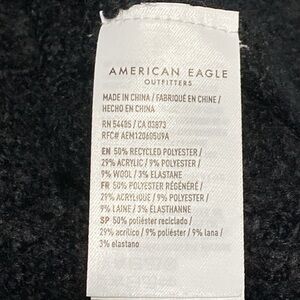 AMERICAN EAGLE
OUTFITTERS
MADE IN CHINA / FABRIQUÉ EN CHINE /
HECHO EN CHINA
RN 54485 / CA 03873
RFC# AEM120605U9A
EN 50% RECYCLED POLYESTER /
29% ACRYLIC / 9% POLYESTER /
9% WOOL / 3% ELASTANE
FR 50% POLYESTER RÉGÉNÉRÉ /
29% ACRYLIQUE / 9% POLYESTER /
9% LAINE / 3% ÉLASTHANNE
SP 50% poliéster reciclado /
29% acrílico / 9% poliéster / 9% lana /
3% elastano